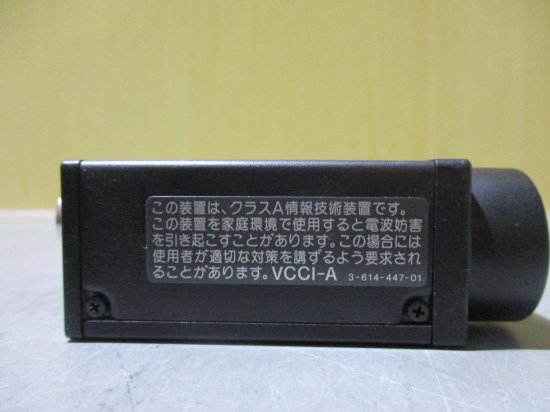 この装置は、クラスA情報技術装置です。
この装置を家庭環境で使用すると電波妨害
を引き起こすことがあります。この場合には
使用者が適切な対策を講ずるよう要求され
ることがあります。VCCI-A 3-614-447-01